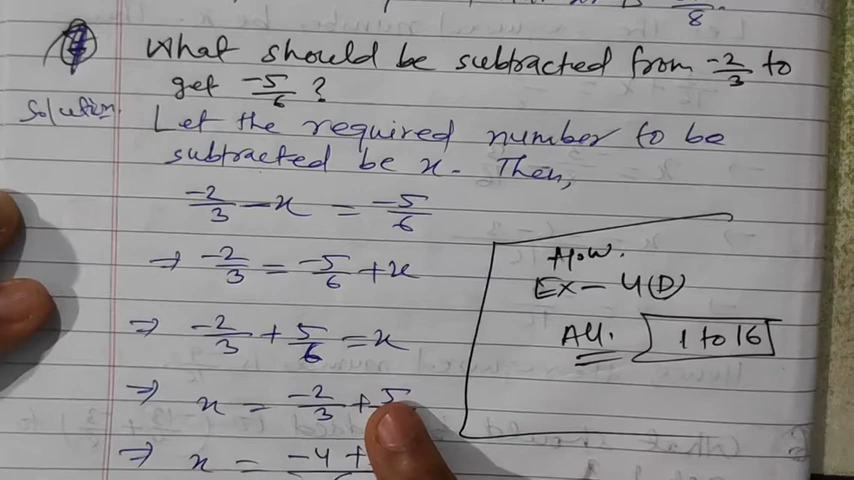 What should be subtracted from -2/3 to
get -5/6 ?
Solution.
Let the required number to be
subtracted be x. Then,
-2/3 - x = -5/6
⇒ -2/3 = -5/6 + x
⇒ -2/3 + 5/6 = x
⇒ x = -2/3 + 5
⇒ x = -4 +
H.W.
EX - 4(D)
All. 1 to 16
8